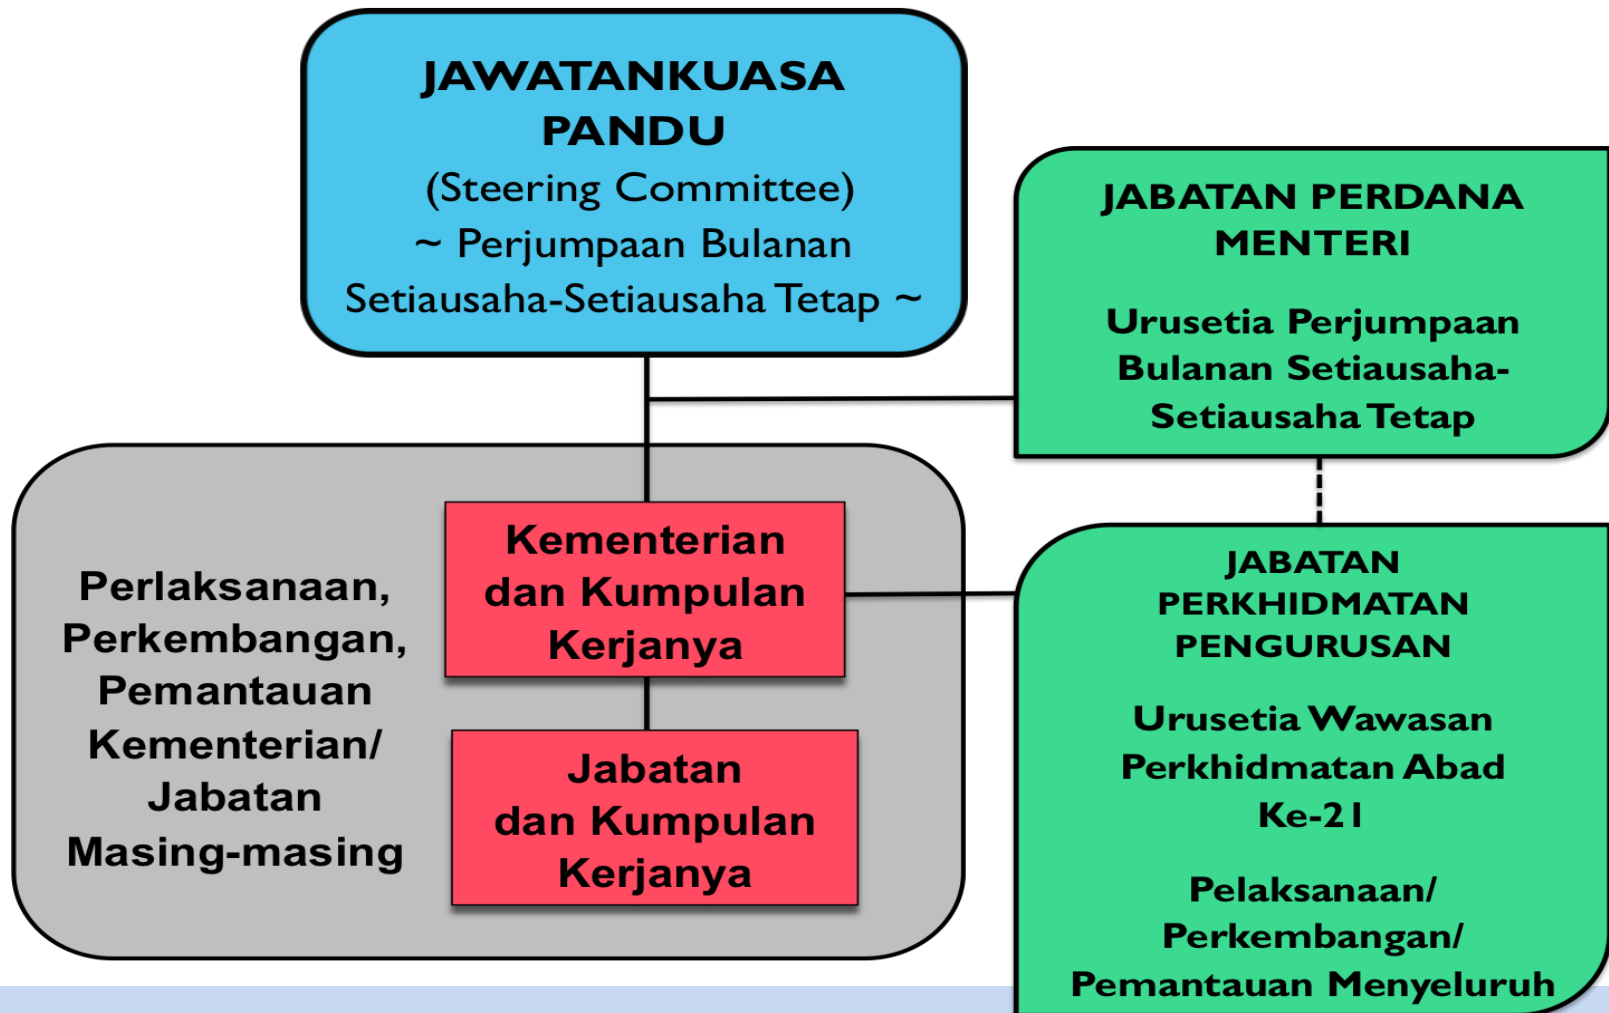 JAWATANKUASA
PANDU
(Steering Committee)
~ Perjumpaan Bulanan
Setiausaha-Setiausaha Tetap ~
JABATAN PERDANA
MENTERI
Urusetia Perjumpaan
Bulanan Setiausaha-
Setiausaha Tetap
Perlaksanaan,
Perkembangan,
Pemantauan
Kementerian/
Jabatan
Masing-masing
Kementerian
dan Kumpulan
Kerjanya
Jabatan
dan Kumpulan
Kerjanya
JABATAN
PERKHIDMATAN
PENGURUSAN
Urusetia Wawasan
Perkhidmatan Abad
Ke-21
Pelaksanaan/
Perkembangan/
Pemantauan Menyeluruh